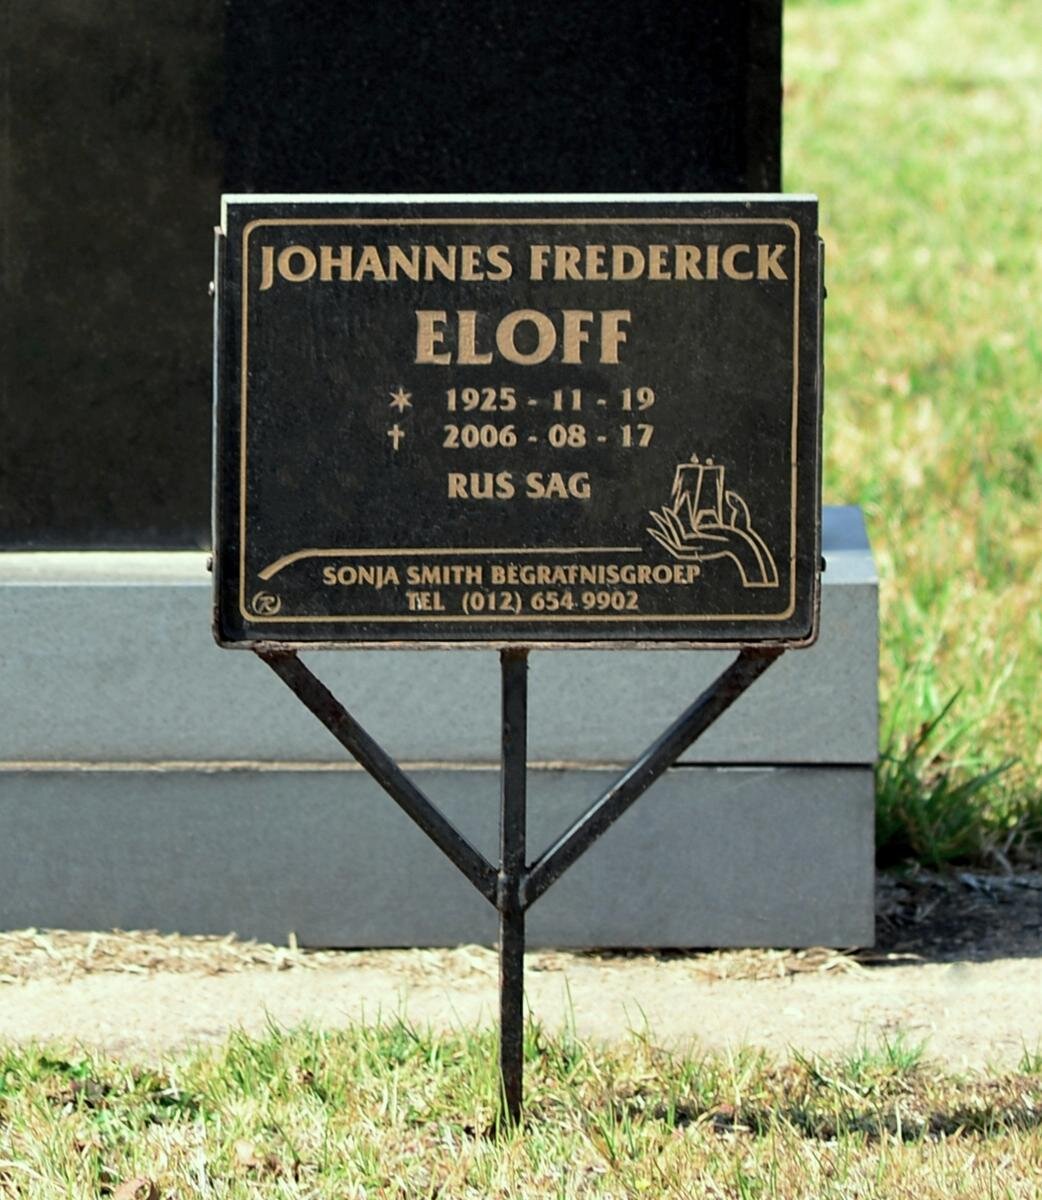 JOHANNES FREDERICK
ELOFF
* 1925 - 11 - 19
† 2006 - 08 - 17
RUS SAG
SONJA SMITH BEGRAFNISGROEP
TEL (012) 654 9902
®